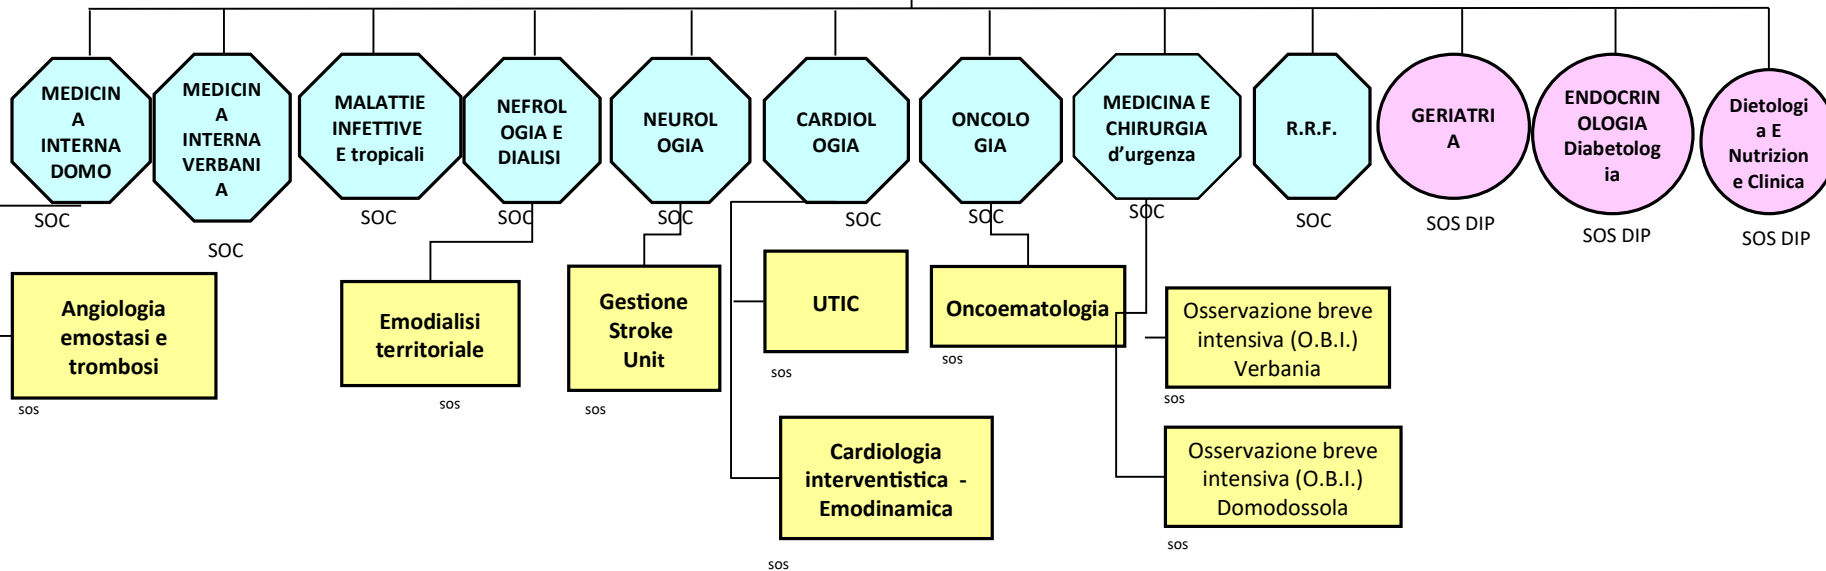 MEDICIN
A
INTERNA
DOMO
SOC
MEDICIN
A
INTERNA
VERBANI
A
SOC
MALATTIE
INFETTIVE
E tropicali
SOC
NEFROL
OGIA E
DIALISI
SOC
NEUROL
OGIA
SOC
CARDIOL
OGIA
SOC
ONCOLO
GIA
SOC
MEDICINA E
CHIRURGIA
d’urgenza
SOC
R.R.F.
SOC
GERIATRI
A
SOS DIP
ENDOCRIN
OLOGIA
Diabetolog
ia
SOS DIP
Dietologi
a E
Nutrizion
e Clinica
SOS DIP
Angiologia
emostasi e
trombosi
sos
Emodialisi
territoriale
sos
Gestione
Stroke
Unit
sos
UTIC
sos
Oncoematologia
sos
Osservazione breve
intensiva (O.B.I.)
Verbania
sos
Cardiologia
interventistica -
Emodinamica
sos
Osservazione breve
intensiva (O.B.I.)
Domodossola
sos